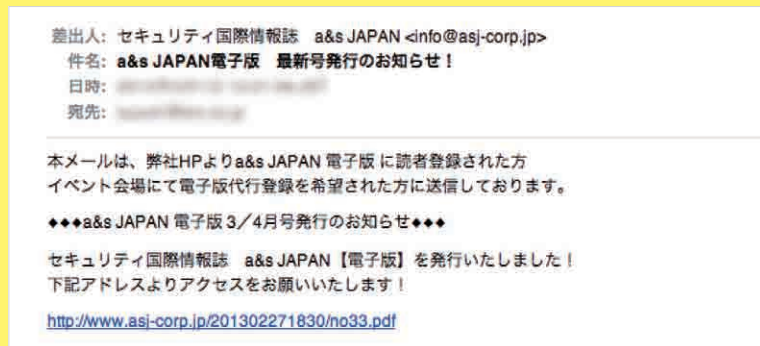 差出人: セキュリティ国際情報誌　a&s JAPAN <info@asj-corp.jp>
件名: a&s JAPAN電子版　最新号発行のお知らせ！
日時:
宛先:
本メールは、弊社HPよりa&s JAPAN 電子版 に読者登録された方
イベント会場にて電子版代行登録を希望された方に送信しております。
◆◆◆a&s JAPAN 電子版 3／4月号発行のお知らせ◆◆◆
セキュリティ国際情報誌　a&s JAPAN【電子版】を発行いたしました！
下記アドレスよりアクセスをお願いいたします！
http://www.asj-corp.jp/201302271830/no33.pdf